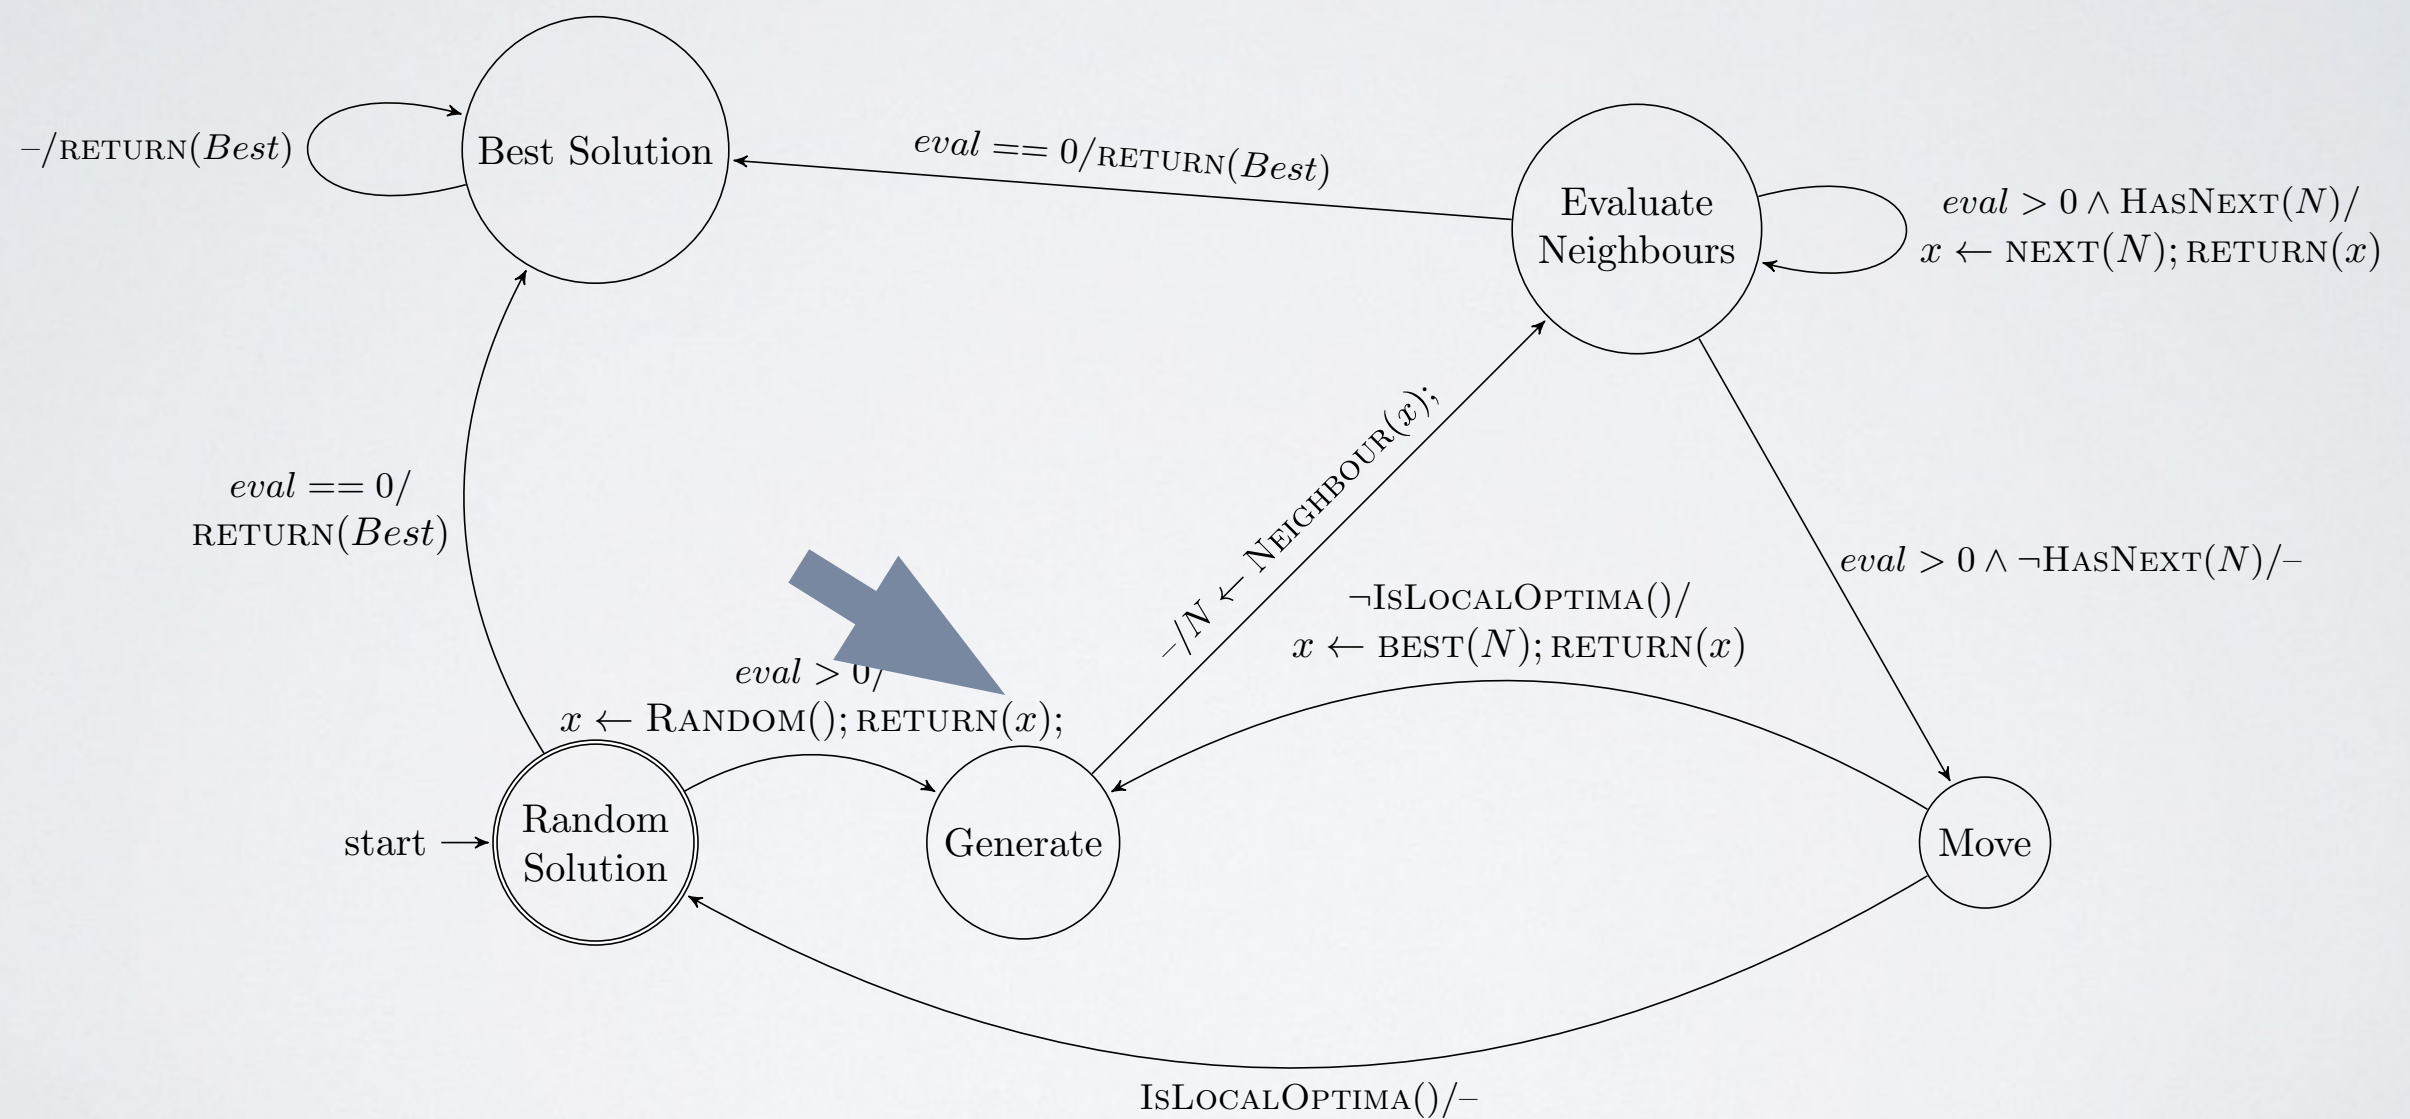 Best Solution
–/RETURN(Best)
eval == 0/RETURN(Best)
Evaluate
Neighbours
eval > 0 ∧ HASNEXT(N)/
x ← NEXT(N); RETURN(x)
eval == 0/
RETURN(Best)
–/N ← NEIGHBOUR(x);
eval > 0 ∧ ¬HASNEXT(N)/–
¬ISLOCALOPTIMA()/
x ← BEST(N); RETURN(x)
eval > 0/
x ← RANDOM(); RETURN(x);
start
Random
Solution
Generate
Move
ISLOCALOPTIMA()/–